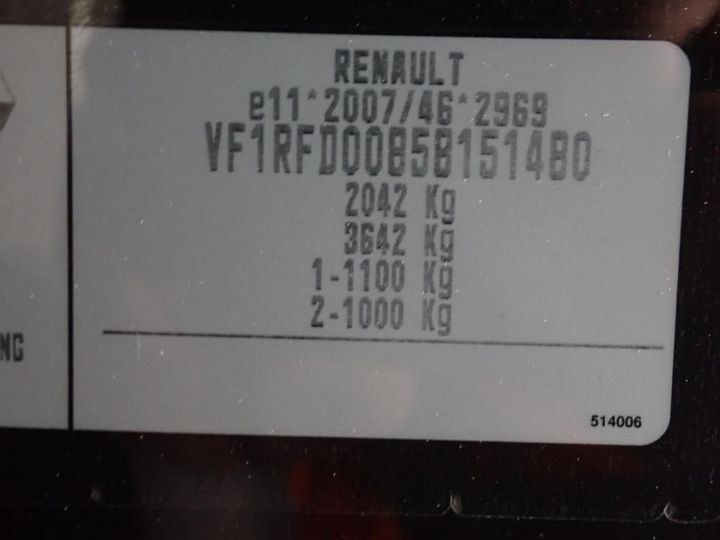 RENAULT
e11*2007/46*2969
VF1RFD00858151480
2042 Kg
3642 Kg
1-1100 Kg
2-1000 Kg
NG
514006